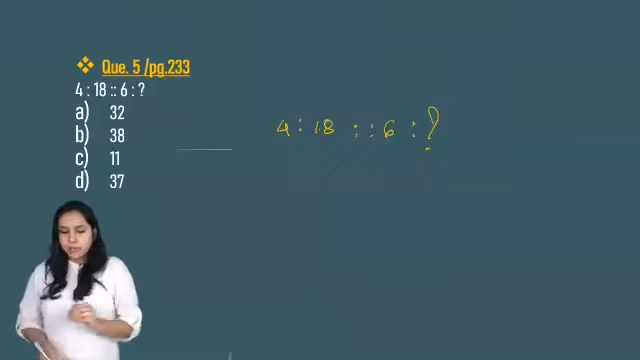 ❖ Que. 5 /pg.233
4 : 18 :: 6 : ?
a) 32
b) 38
c) 11
d) 37
4 : 18 :: 6 : ?